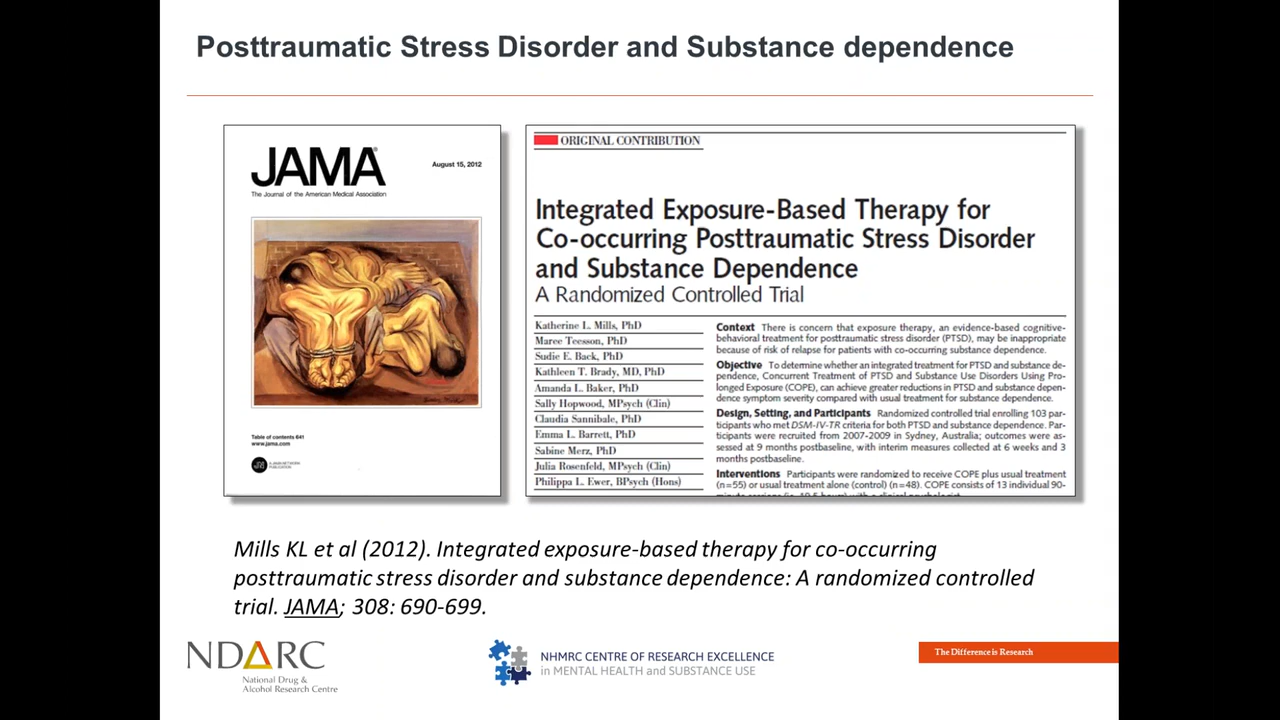 Posttraumatic Stress Disorder and Substance dependence
JAMA
August 15, 2012
The Journal of the American Medical Association
Table of contents 641
www.jama.com
A JAMA NETWORK
PUBLICATION
ORIGINAL CONTRIBUTION
Integrated Exposure-Based Therapy for
Co-occurring Posttraumatic Stress Disorder
and Substance Dependence
A Randomized Controlled Trial
Katherine L. Mills, PhD
Maree Teesson, PhD
Sudie E. Back, PhD
Kathleen T. Brady, MD, PhD
Amanda L. Baker, PhD
Sally Hopwood, MPsych (Clin)
Claudia Sannibale, PhD
Emma L. Barrett, PhD
Sabine Merz, PhD
Julia Rosenfeld, MPsych (Clin)
Philippa L. Ewer, BPsych (Hons)
Context There is concern that exposure therapy, an evidence-based cognitive-
behavioral treatment for posttraumatic stress disorder (PTSD), may be inappropriate
because of risk of relapse for patients with co-occurring substance dependence.
Objective To determine whether an integrated treatment for PTSD and substance de-
pendence, Concurrent Treatment of PTSD and Substance Use Disorders Using Pro-
longed Exposure (COPE), can achieve greater reductions in PTSD and substance depen-
dence symptom severity compared with usual treatment for substance dependence.
Design, Setting, and Participants Randomized controlled trial enrolling 103 par-
ticipants who met DSM-IV-TR criteria for both PTSD and substance dependence. Par-
ticipants were recruited from 2007-2009 in Sydney, Australia; outcomes were as-
sessed at 9 months postbaseline, with interim measures collected at 6 weeks and 3
months postbaseline.
Interventions Participants were randomized to receive COPE plus usual treatment
(n=55) or usual treatment alone (control) (n=48). COPE consists of 13 individual 90-
Mills KL et al (2012). Integrated exposure-based therapy for co-occurring
posttraumatic stress disorder and substance dependence: A randomized controlled
trial. JAMA; 308: 690-699.
NDARC
National Drug &
Alcohol Research Centre
NHMRC CENTRE OF RESEARCH EXCELLENCE
in MENTAL HEALTH and SUBSTANCE USE
The Difference is Research